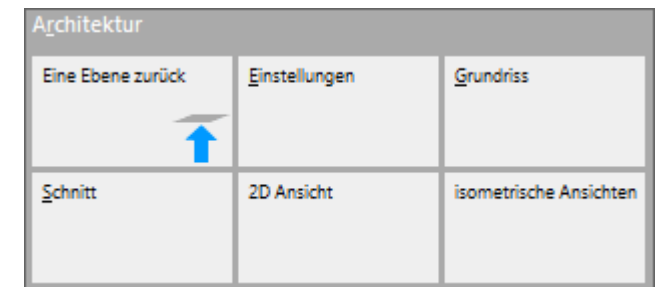 Architektur
Eine Ebene zurück
Einstellungen
Grundriss
Schnitt
2D Ansicht
isometrische Ansichten